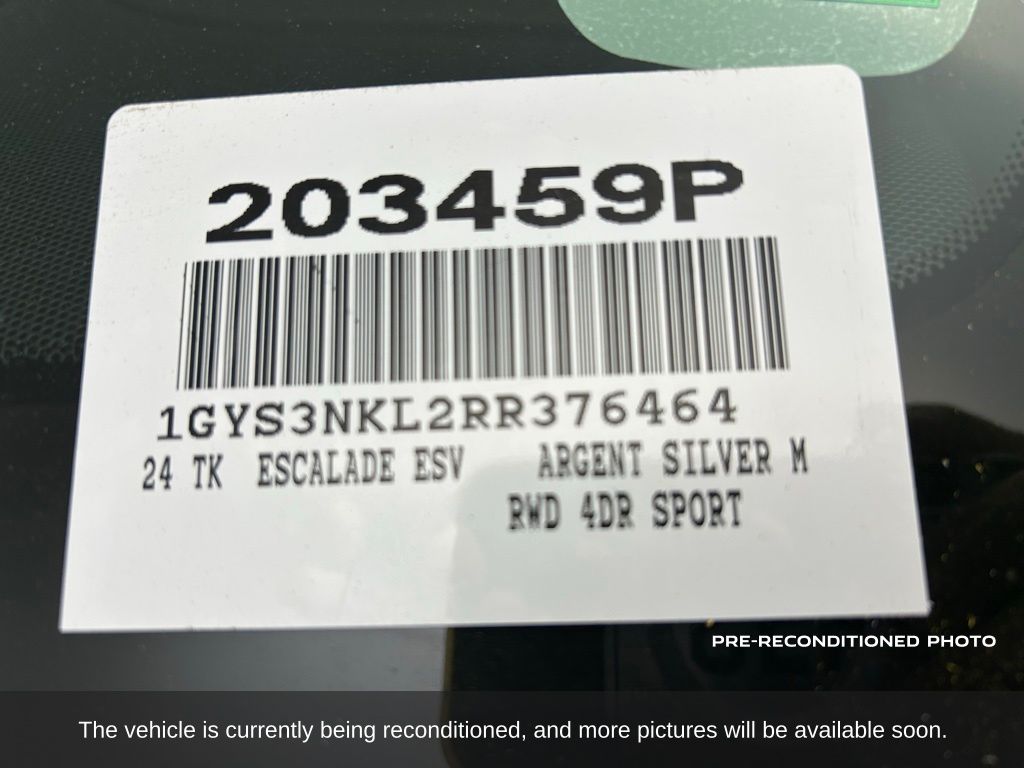 203459P
1GYS3NKL2RR376464
24 TK ESCALADE ESV ARGENT SILVER M
RWD 4DR SPORT
PRE-RECONDITIONED PHOTO
The vehicle is currently being reconditioned, and more pictures will be available soon.